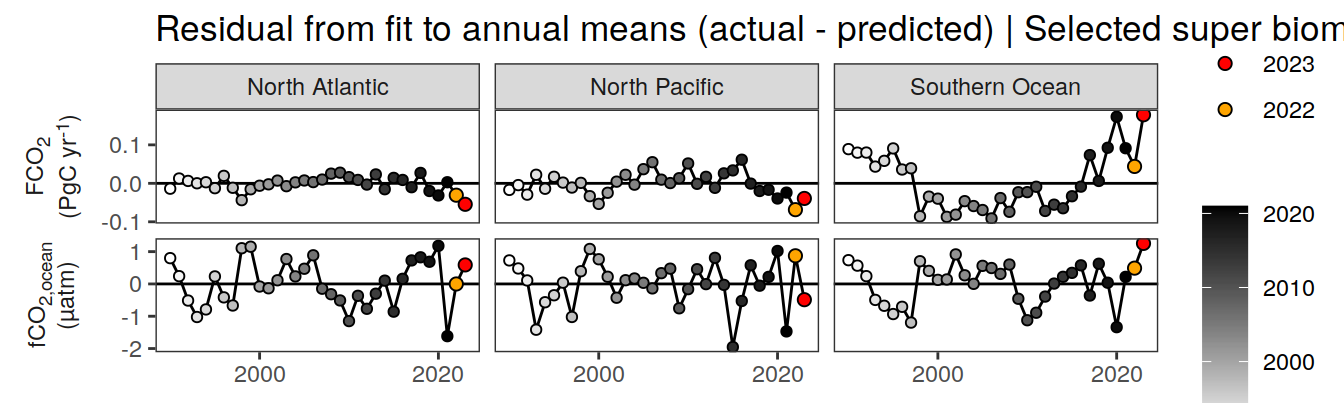 Residual from fit to annual means (actual - predicted) | Selected super biom
North Atlantic
North Pacific
Southern Ocean
2023
2022
FCO2
(PgC yr-1)
0.1
0.0
-0.1
fCO2,ocean
(µatm)
1
0
-1
-2
2000
2020
2000
2020
2000
2020
2020
2010
2000